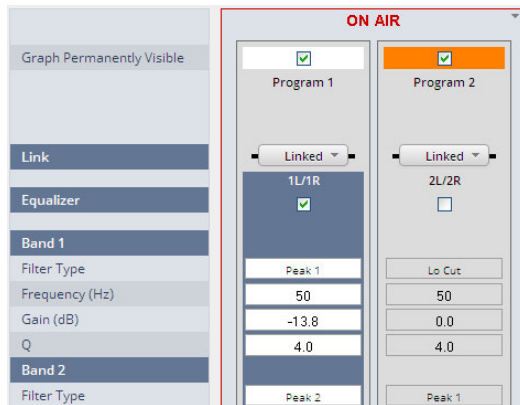 ON AIR
Graph Permanently Visible
Program 1 Program 2
Link Linked Linked
1L/1R 2L/2R
Equalizer
Band 1
Filter Type Peak 1 Lo Cut
Frequency (Hz) 50 50
Gain (dB) -13.8 0.0
Q 4.0 4.0
Band 2
Filter Type Peak 2 Peak 1